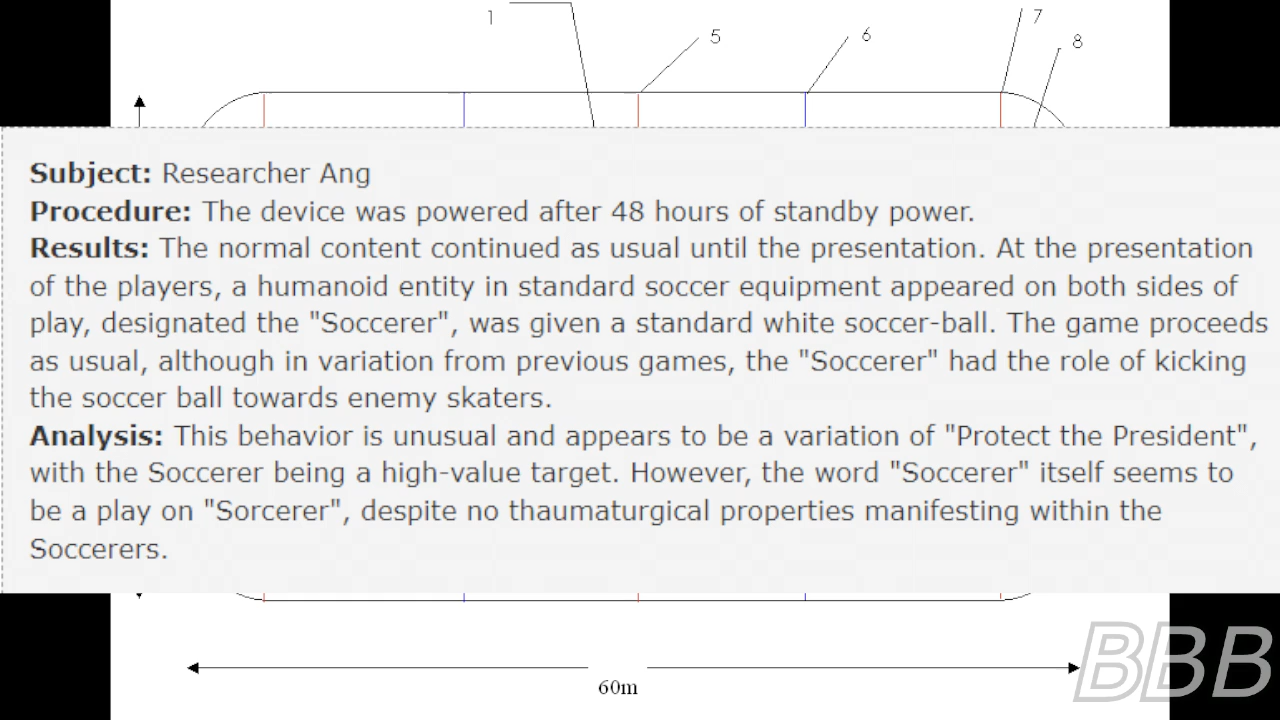 1
5
6
7
8
Subject: Researcher Ang
Procedure: The device was powered after 48 hours of standby power.
Results: The normal content continued as usual until the presentation. At the presentation
of the players, a humanoid entity in standard soccer equipment appeared on both sides of
play, designated the "Soccerer", was given a standard white soccer-ball. The game proceeds
as usual, although in variation from previous games, the "Soccerer" had the role of kicking
the soccer ball towards enemy skaters.
Analysis: This behavior is unusual and appears to be a variation of "Protect the President",
with the Soccerer being a high-value target. However, the word "Soccerer" itself seems to
be a play on "Sorcerer", despite no thaumaturgical properties manifesting within the
Soccerers.
60m
BBB